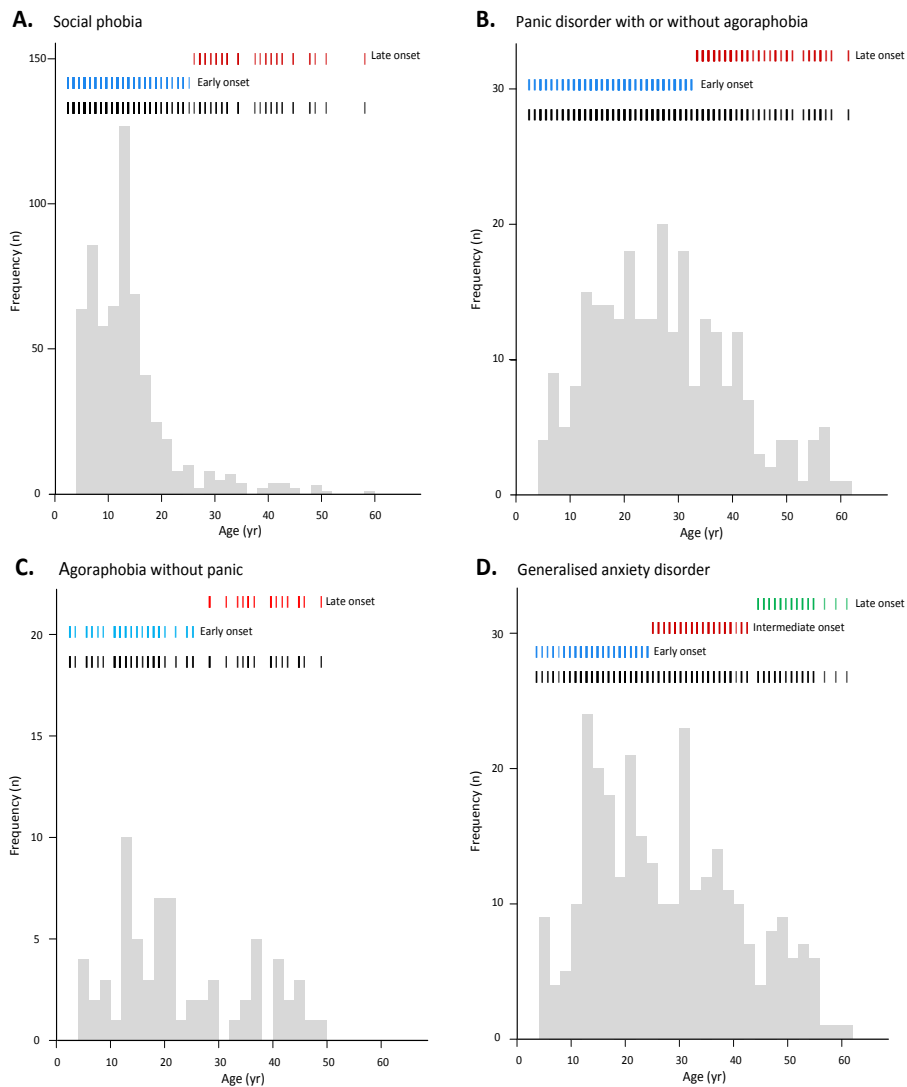 A. Social phobia
150
Late onset
Early onset
100
Frequency (n)
50
0
0 10 20 30 40 50 60
Age (yr)
B. Panic disorder with or without agoraphobia
Late onset
30
Early onset
20
Frequency (n)
10
0
0 10 20 30 40 50 60
Age (yr)
C. Agoraphobia without panic
Late onset
20
Early onset
15
Frequency (n)
10
5
0
0 10 20 30 40 50 60
Age (yr)
D. Generalised anxiety disorder
Late onset
30
Intermediate onset
Early onset
20
Frequency (n)
10
0
0 10 20 30 40 50 60
Age (yr)